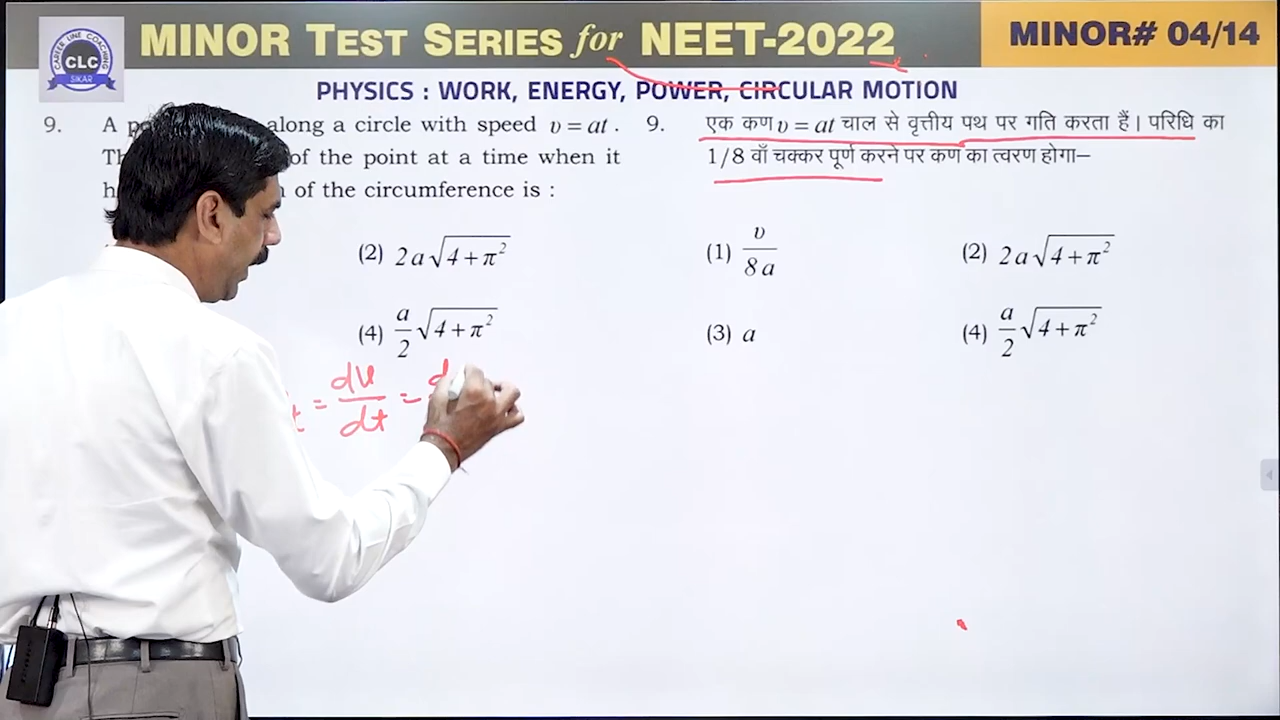 CAREER LINE COACHING
CLC
SIKAR
MINOR TEST SERIES for NEET-2022
MINOR# 04/14
PHYSICS : WORK, ENERGY, POWER, CIRCULAR MOTION
9. A along a circle with speed v = at .
of the point at a time when it
of the circumference is :
(2) 2a√(4+π²)
(4) a/2 √(4+π²)
t = dv/dt = d
9. एक कण v = at चाल से वृत्तीय पथ पर गति करता हैं। परिधि का
1/8 वाँ चक्कर पूर्ण करने पर कण का त्वरण होगा–
(1) v/8a
(2) 2a√(4+π²)
(3) a
(4) a/2 √(4+π²)